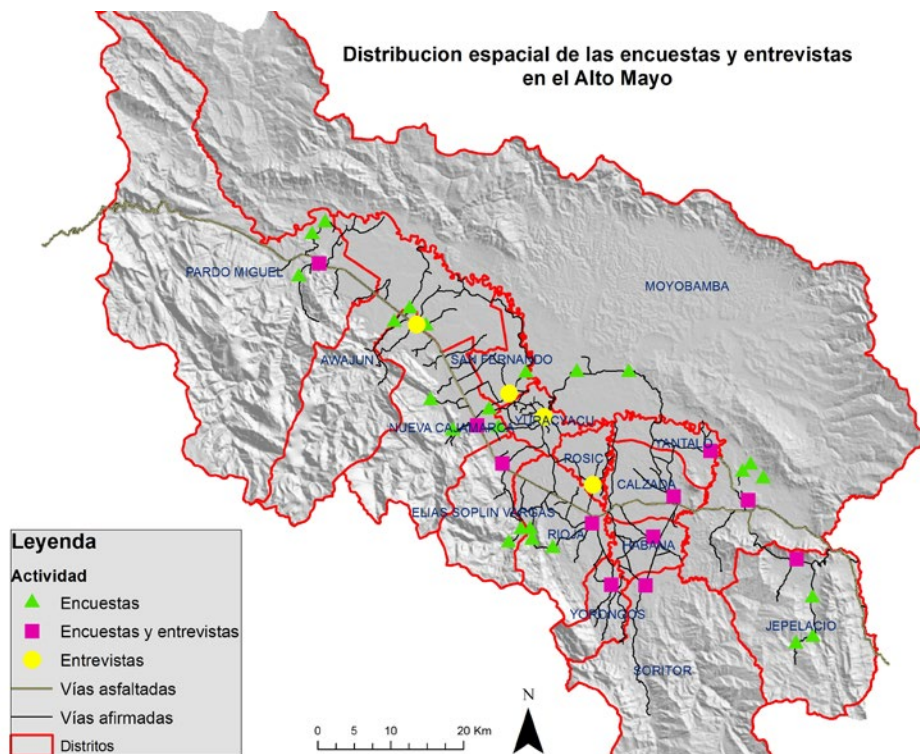 Distribucion espacial de las encuestas y entrevistas
en el Alto Mayo
PARDO MIGUEL
MOYOBAMBA
AWAJUN
SAN FERNANDO
NUEVA CAJAMARCA
YURACYACU
YANTALO
ROSIC
CALZADA
ELIAS SOPLIN VARGAS
RIOJA
HABANA
YORONGOS
JEPELACIO
SORITOR
Leyenda
Actividad
Encuestas
Encuestas y entrevistas
Entrevistas
Vías asfaltadas
Vías afirmadas
Distritos
0 5 10 20 Km
N